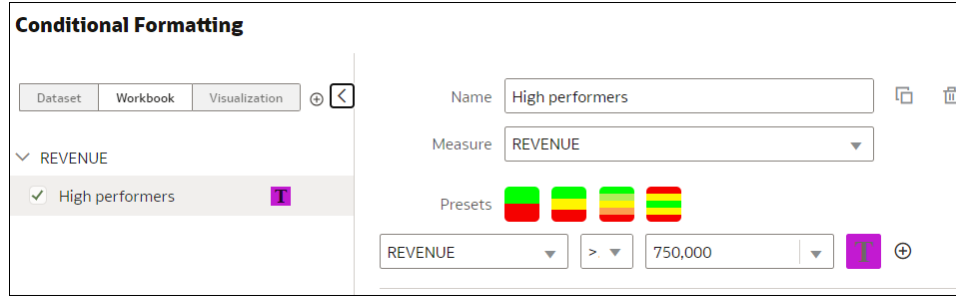 Conditional Formatting
Dataset Workbook Visualization
REVENUE
High performers T
Name High performers
Measure REVENUE
Presets
REVENUE > 750,000 T